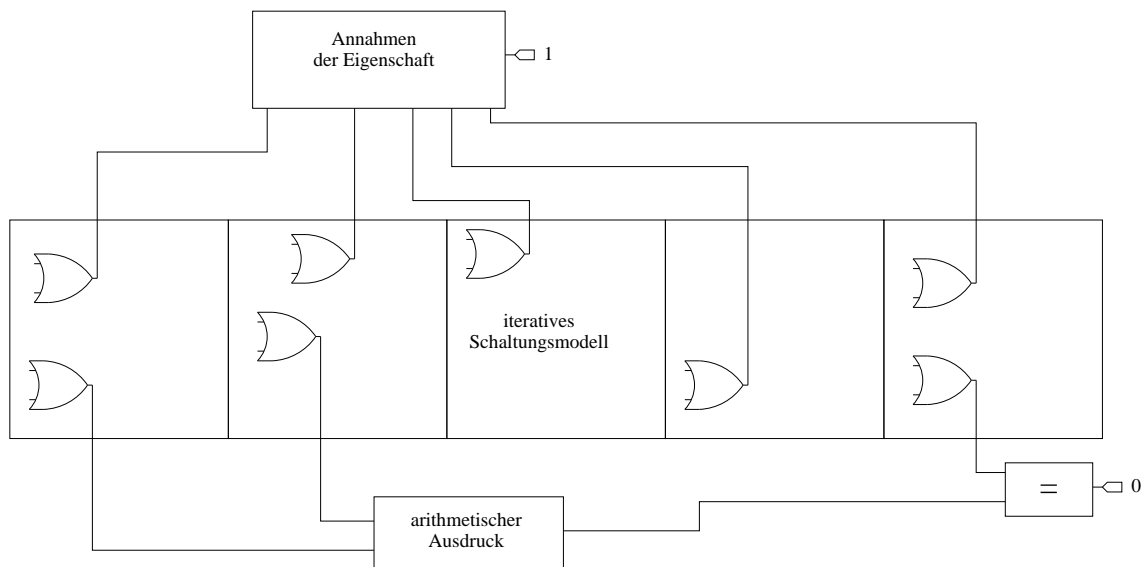 Annahmen
der Eigenschaft
1
iteratives
Schaltungsmodell
=
0
arithmetischer
Ausdruck